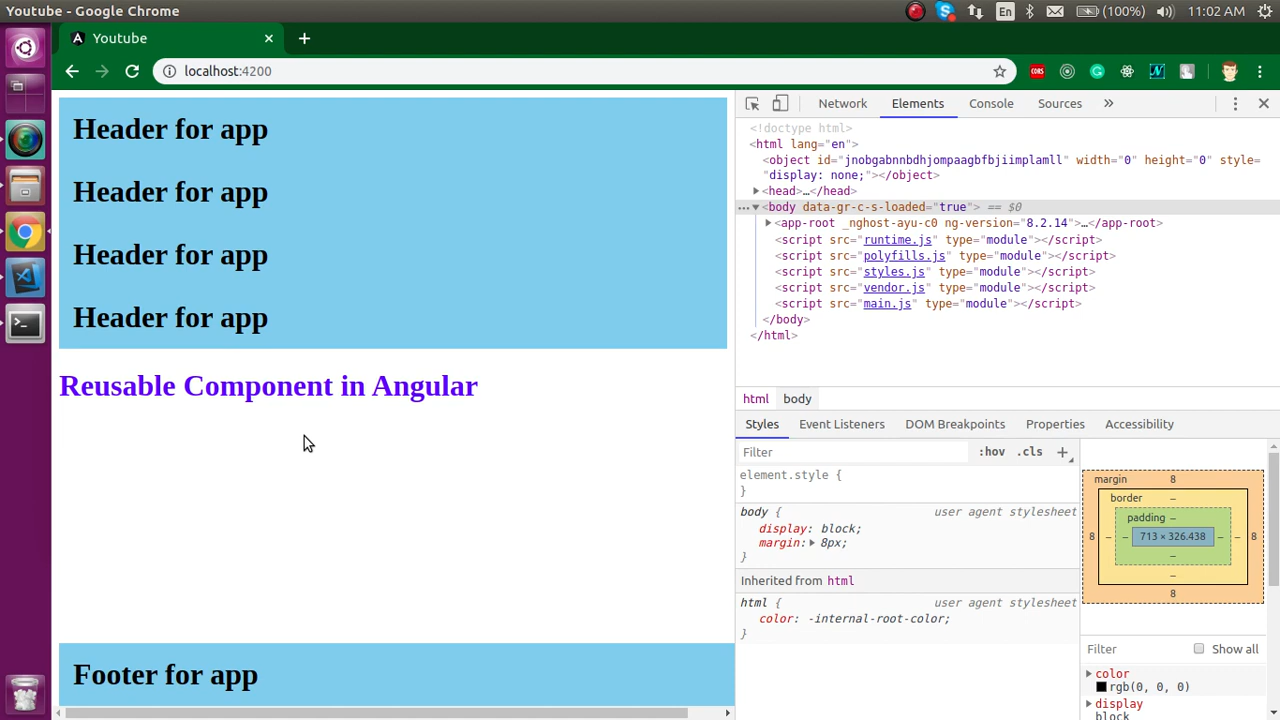 Youtube - Google Chrome
En
(100%)
11:02 AM
Youtube
localhost:4200
CORS
Header for app
Header for app
Header for app
Header for app
Reusable Component in Angular
Footer for app
Network
Elements
Console
Sources
<!doctype html>
<html lang="en">
<object id="jnobgabnnbdhjompaagbfbjiimplamll" width="0" height="0" style=
"display: none;"></object>
<head>…</head>
<body data-gr-c-s-loaded="true"> == $0
<app-root _nghost-ayu-c0 ng-version="8.2.14">…</app-root>
<script src="runtime.js" type="module"></script>
<script src="polyfills.js" type="module"></script>
<script src="styles.js" type="module"></script>
<script src="vendor.js" type="module"></script>
<script src="main.js" type="module"></script>
</body>
</html>
html
body
Styles
Event Listeners
DOM Breakpoints
Properties
Accessibility
Filter
:hov
.cls
element.style {
}
body {
user agent stylesheet
display: block;
margin: 8px;
}
Inherited from html
html {
user agent stylesheet
color: -internal-root-color;
}
margin
8
border
–
padding
–
8
–
–
713 × 326.438
–
–
8
–
–
8
Filter
Show all
color
rgb(0, 0, 0)
display
block